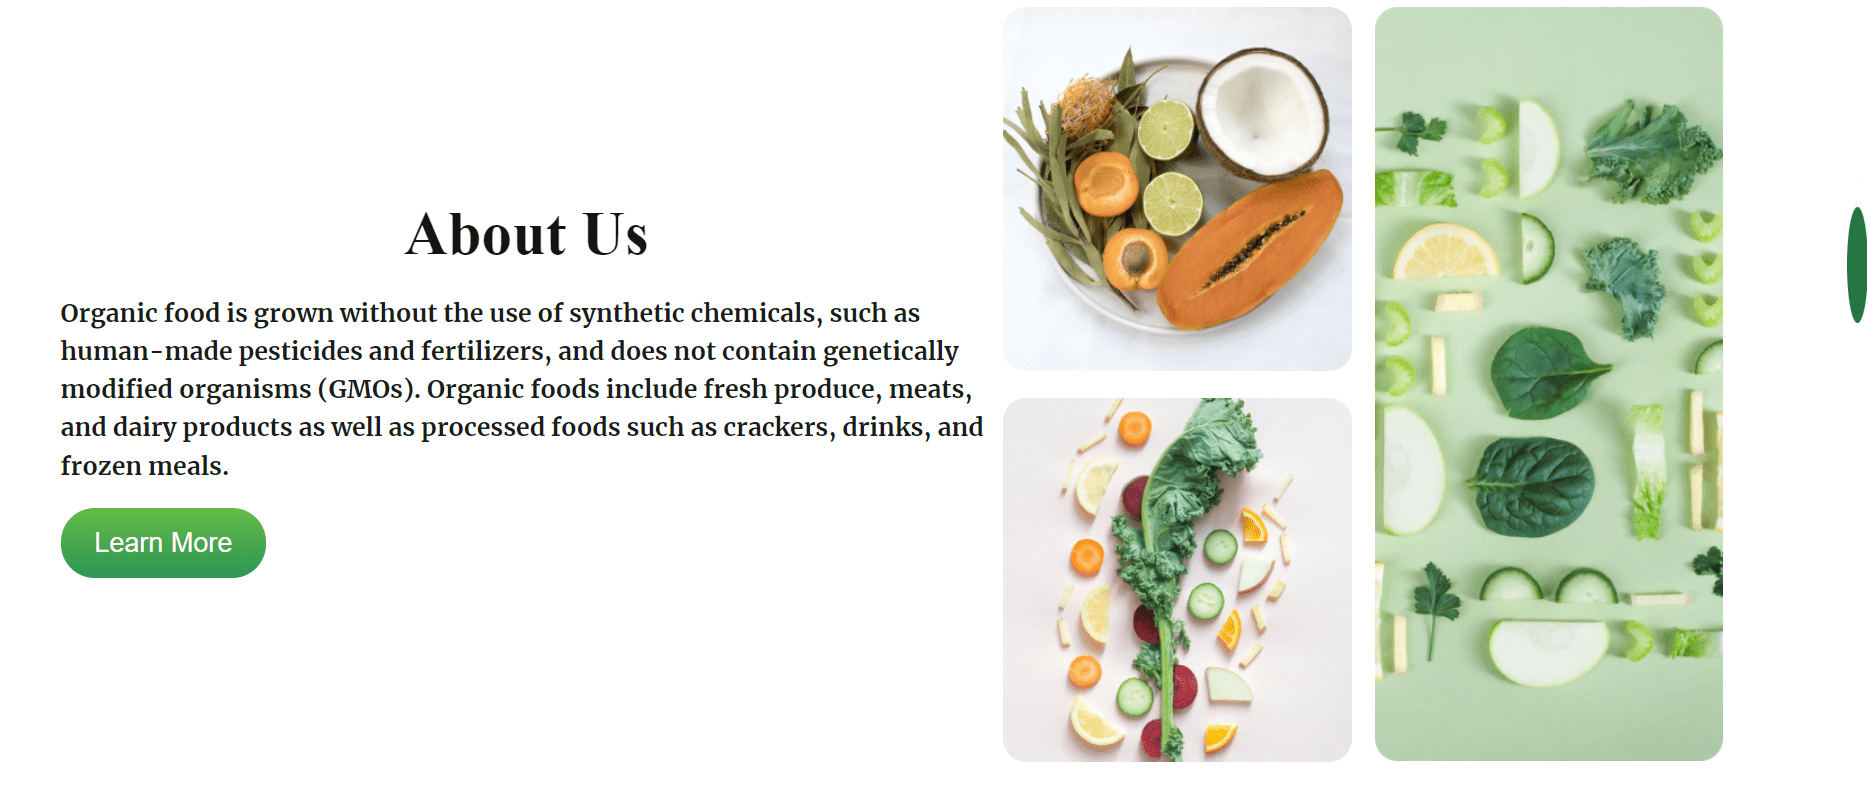 About Us
Organic food is grown without the use of synthetic chemicals, such as
human-made pesticides and fertilizers, and does not contain genetically
modified organisms (GMOs). Organic foods include fresh produce, meats,
and dairy products as well as processed foods such as crackers, drinks, and
frozen meals.
Learn More